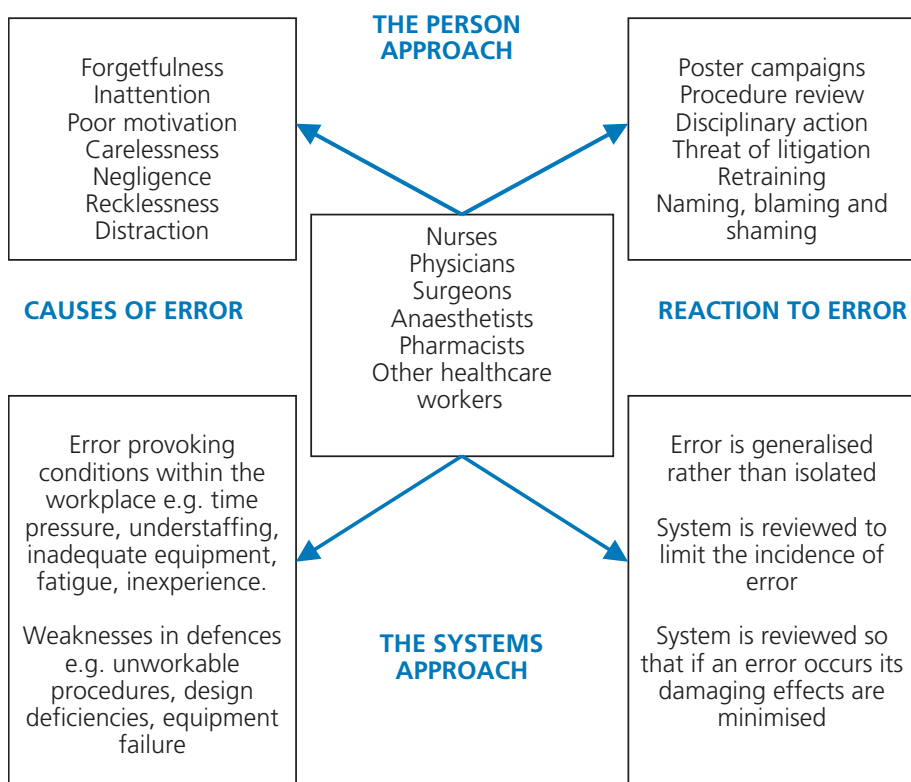 THE PERSON
APPROACH
Forgetfulness
Inattention
Poor motivation
Carelessness
Negligence
Recklessness
Distraction
Poster campaigns
Procedure review
Disciplinary action
Threat of litigation
Retraining
Naming, blaming and
shaming
Nurses
Physicians
Surgeons
Anaesthetists
Pharmacists
Other healthcare
workers
CAUSES OF ERROR
REACTION TO ERROR
Error provoking
conditions within the
workplace e.g. time
pressure, understaffing,
inadequate equipment,
fatigue, inexperience.
Weaknesses in defences
e.g. unworkable
procedures, design
deficiencies, equipment
failure
THE SYSTEMS
APPROACH
Error is generalised
rather than isolated
System is reviewed to
limit the incidence of
error
System is reviewed so
that if an error occurs its
damaging effects are
minimised